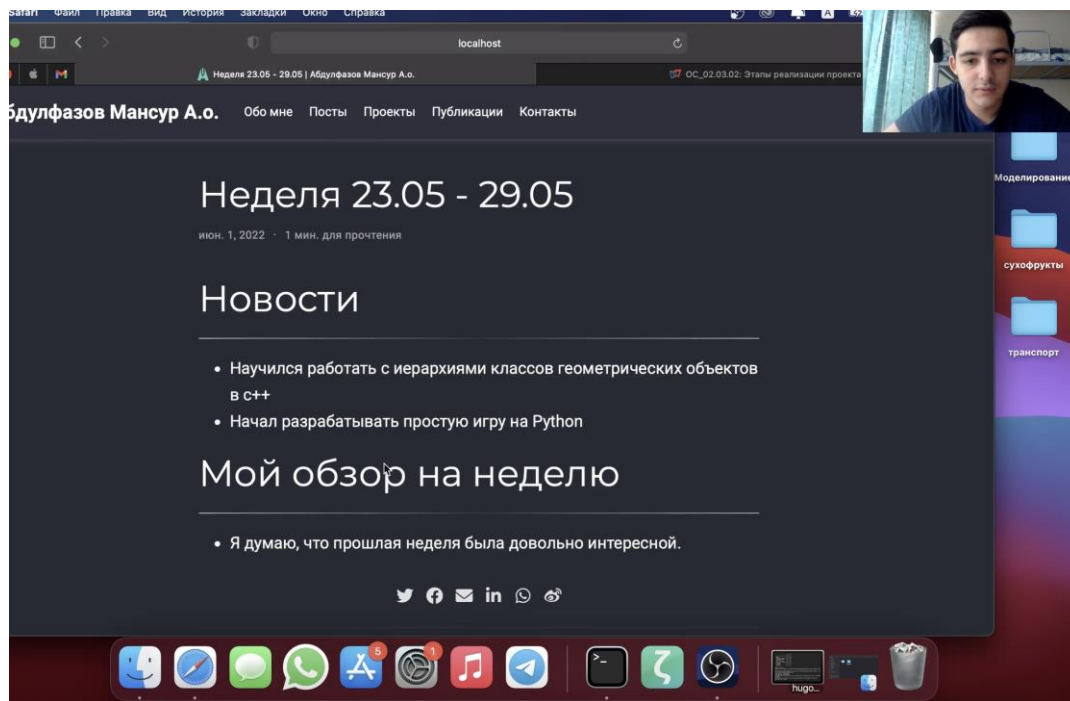 Safari Файл Правка Вид История Закладки Окно Справка
localhost
Неделя 23.05 - 29.05 | Абдулфазов Мансур А.о.
ОС_02.03.02: Этапы реализации проекта
бдулфазов Мансур А.о. Обо мне Посты Проекты Публикации Контакты
Неделя 23.05 - 29.05
июн. 1, 2022 · 1 мин. для прочтения
Новости
Научился работать с иерархиями классов геометрических объектов
в с++
Начал разрабатывать простую игру на Python
Мой обзор на неделю
Я думаю, что прошлая неделя была довольно интересной.
Моделировани
сухофрукты
транспорт
5
1
hugo...